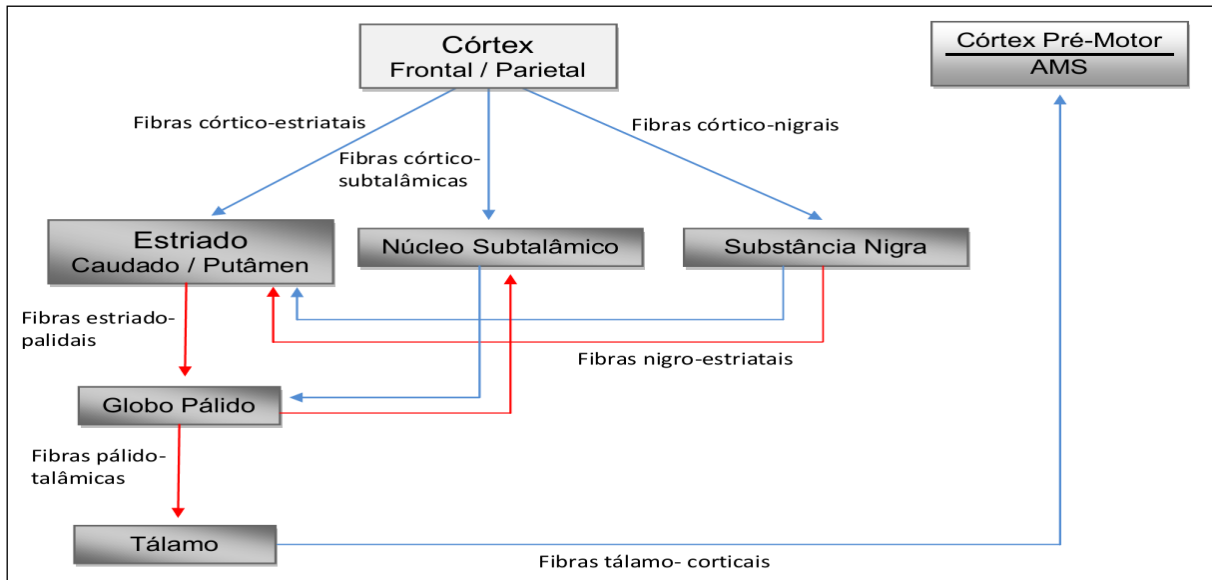 Córtex
Frontal / Parietal
Córtex Pré-Motor
AMS
Fibras córtico-estriatais
Fibras córtico-
subtalâmicas
Fibras córtico-nigrais
Estriado
Caudado / Putâmen
Núcleo Subtalâmico
Substância Nigra
Fibras estriado-
palidais
Fibras nigro-estriatais
Globo Pálido
Fibras pálido-
talâmicas
Tálamo
Fibras tálamo- corticais